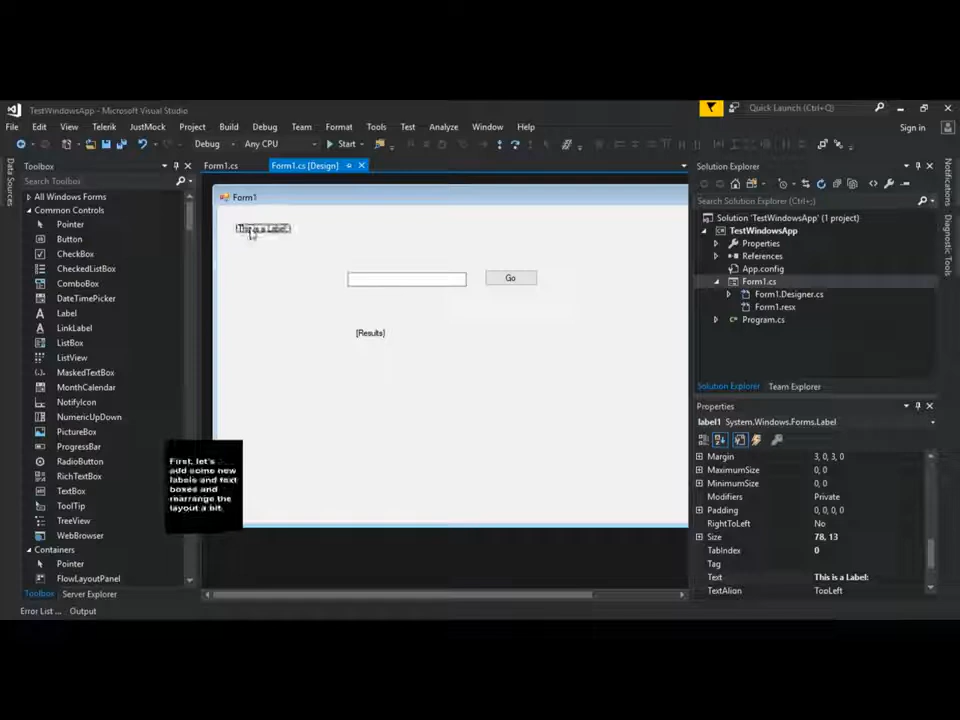 TestWindowsApp - Microsoft Visual Studio
Quick Launch (Ctrl+Q)
File Edit View Telerik JustMock Project Build Debug Team Format Tools Test Analyze Window Help
Sign in
Debug Any CPU Start
Data Sources
Toolbox
Search Toolbox
All Windows Forms
Common Controls
Pointer
Button
CheckBox
CheckedListBox
ComboBox
DateTimePicker
Label
LinkLabel
ListBox
ListView
MaskedTextBox
MonthCalendar
NotifyIcon
NumericUpDown
PictureBox
ProgressBar
RadioButton
RichTextBox
TextBox
ToolTip
TreeView
WebBrowser
Containers
Pointer
FlowLayoutPanel
Toolbox Server Explorer
Error List ... Output
Form1.cs Form1.cs [Design]
Form1
This is a Label:
Go
[Results]
First, let's
add some new
labels and text
boxes and
rearrange the
layout a bit.
Solution Explorer
Search Solution Explorer (Ctrl+;)
Solution 'TestWindowsApp' (1 project)
TestWindowsApp
Properties
References
App.config
Form1.cs
Form1.Designer.cs
Form1.resx
Program.cs
Solution Explorer Team Explorer
Properties
label1 System.Windows.Forms.Label
Margin 3, 0, 3, 0
MaximumSize 0, 0
MinimumSize 0, 0
Modifiers Private
Padding 0, 0, 0, 0
RightToLeft No
Size 78, 13
TabIndex 0
Tag
Text This is a Label:
TextAlign TopLeft
Notifications
Diagnostic Tools